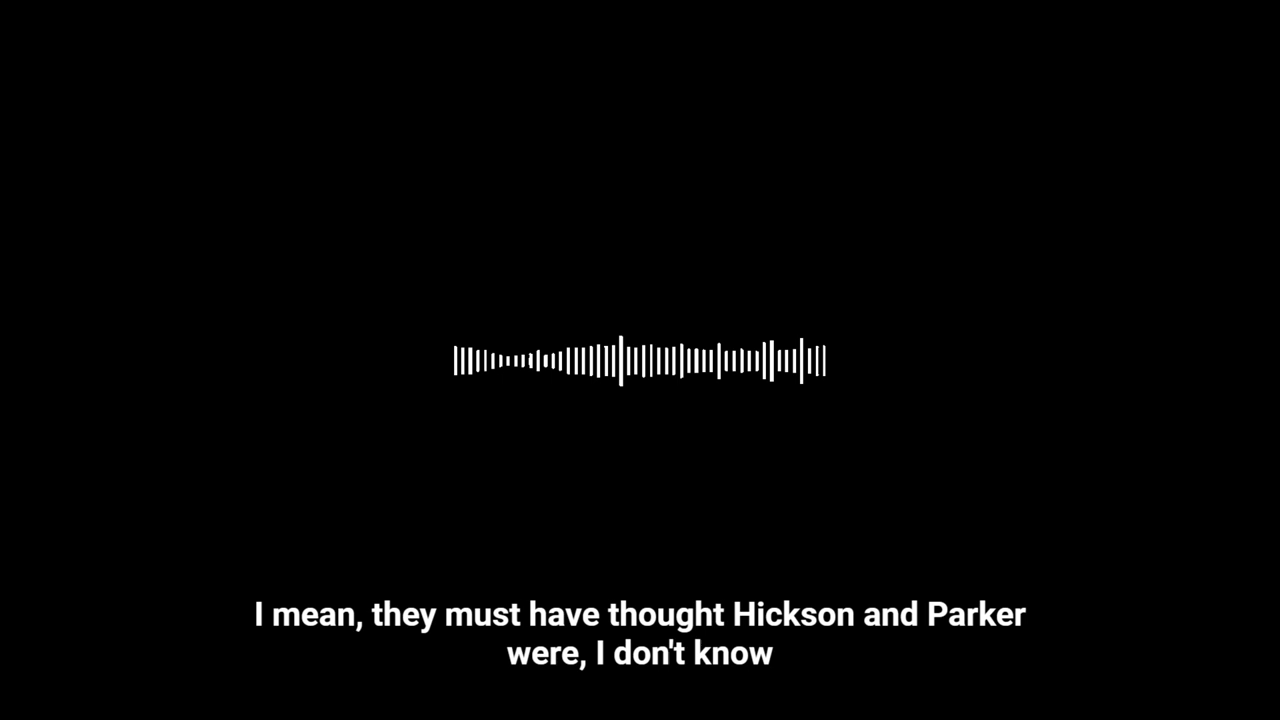 I mean, they must have thought Hickson and Parker
were, I don't know